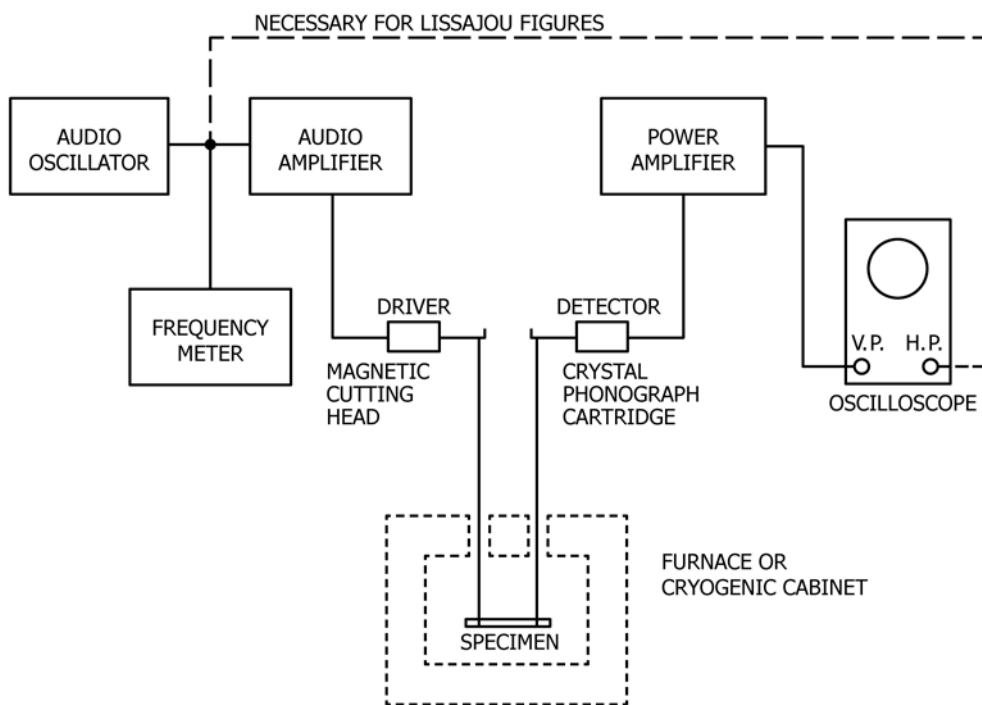 NECESSARY FOR LISSAJOU FIGURES
AUDIO
OSCILLATOR
AUDIO
AMPLIFIER
POWER
AMPLIFIER
FREQUENCY
METER
DRIVER
MAGNETIC
CUTTING
HEAD
DETECTOR
CRYSTAL
PHONOGRAPH
CARTRIDGE
V.P. H.P.
OSCILLOSCOPE
FURNACE OR
CRYOGENIC CABINET
SPECIMEN